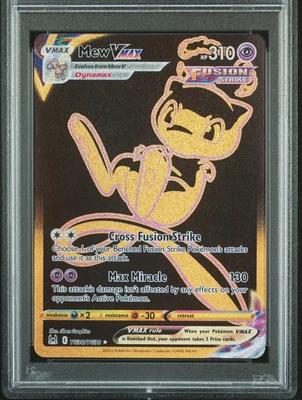 VMAX
Mew VMAX
HP 310
Evolves from Mew V
Dynamax
FUSION
STRIKE
Cross Fusion Strike
Choose 1 of your Benched Fusion Strike Pokémon's attacks
and use it as this attack.
Max Miracle 130
This attack's damage isn't affected by any effects on your
opponent's Active Pokémon.
weakness ×2 resistance -30 retreat
TG30/TG30
VMAX rule
When your Pokémon VMAX
is Knocked Out, your opponent takes 3 Prize cards.